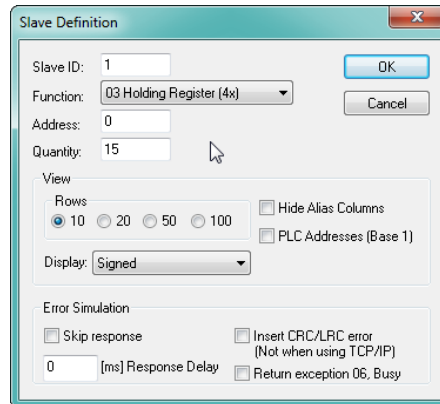 Slave Definition
Slave ID: 1
OK
Function: 03 Holding Register (4x)
Cancel
Address: 0
Quantity: 15
View
Rows
10 20 50 100
Hide Alias Columns
PLC Addresses (Base 1)
Display: Signed
Error Simulation
Skip response
Insert CRC/LRC error
(Not when using TCP/IP)
0 [ms] Response Delay
Return exception 06, Busy